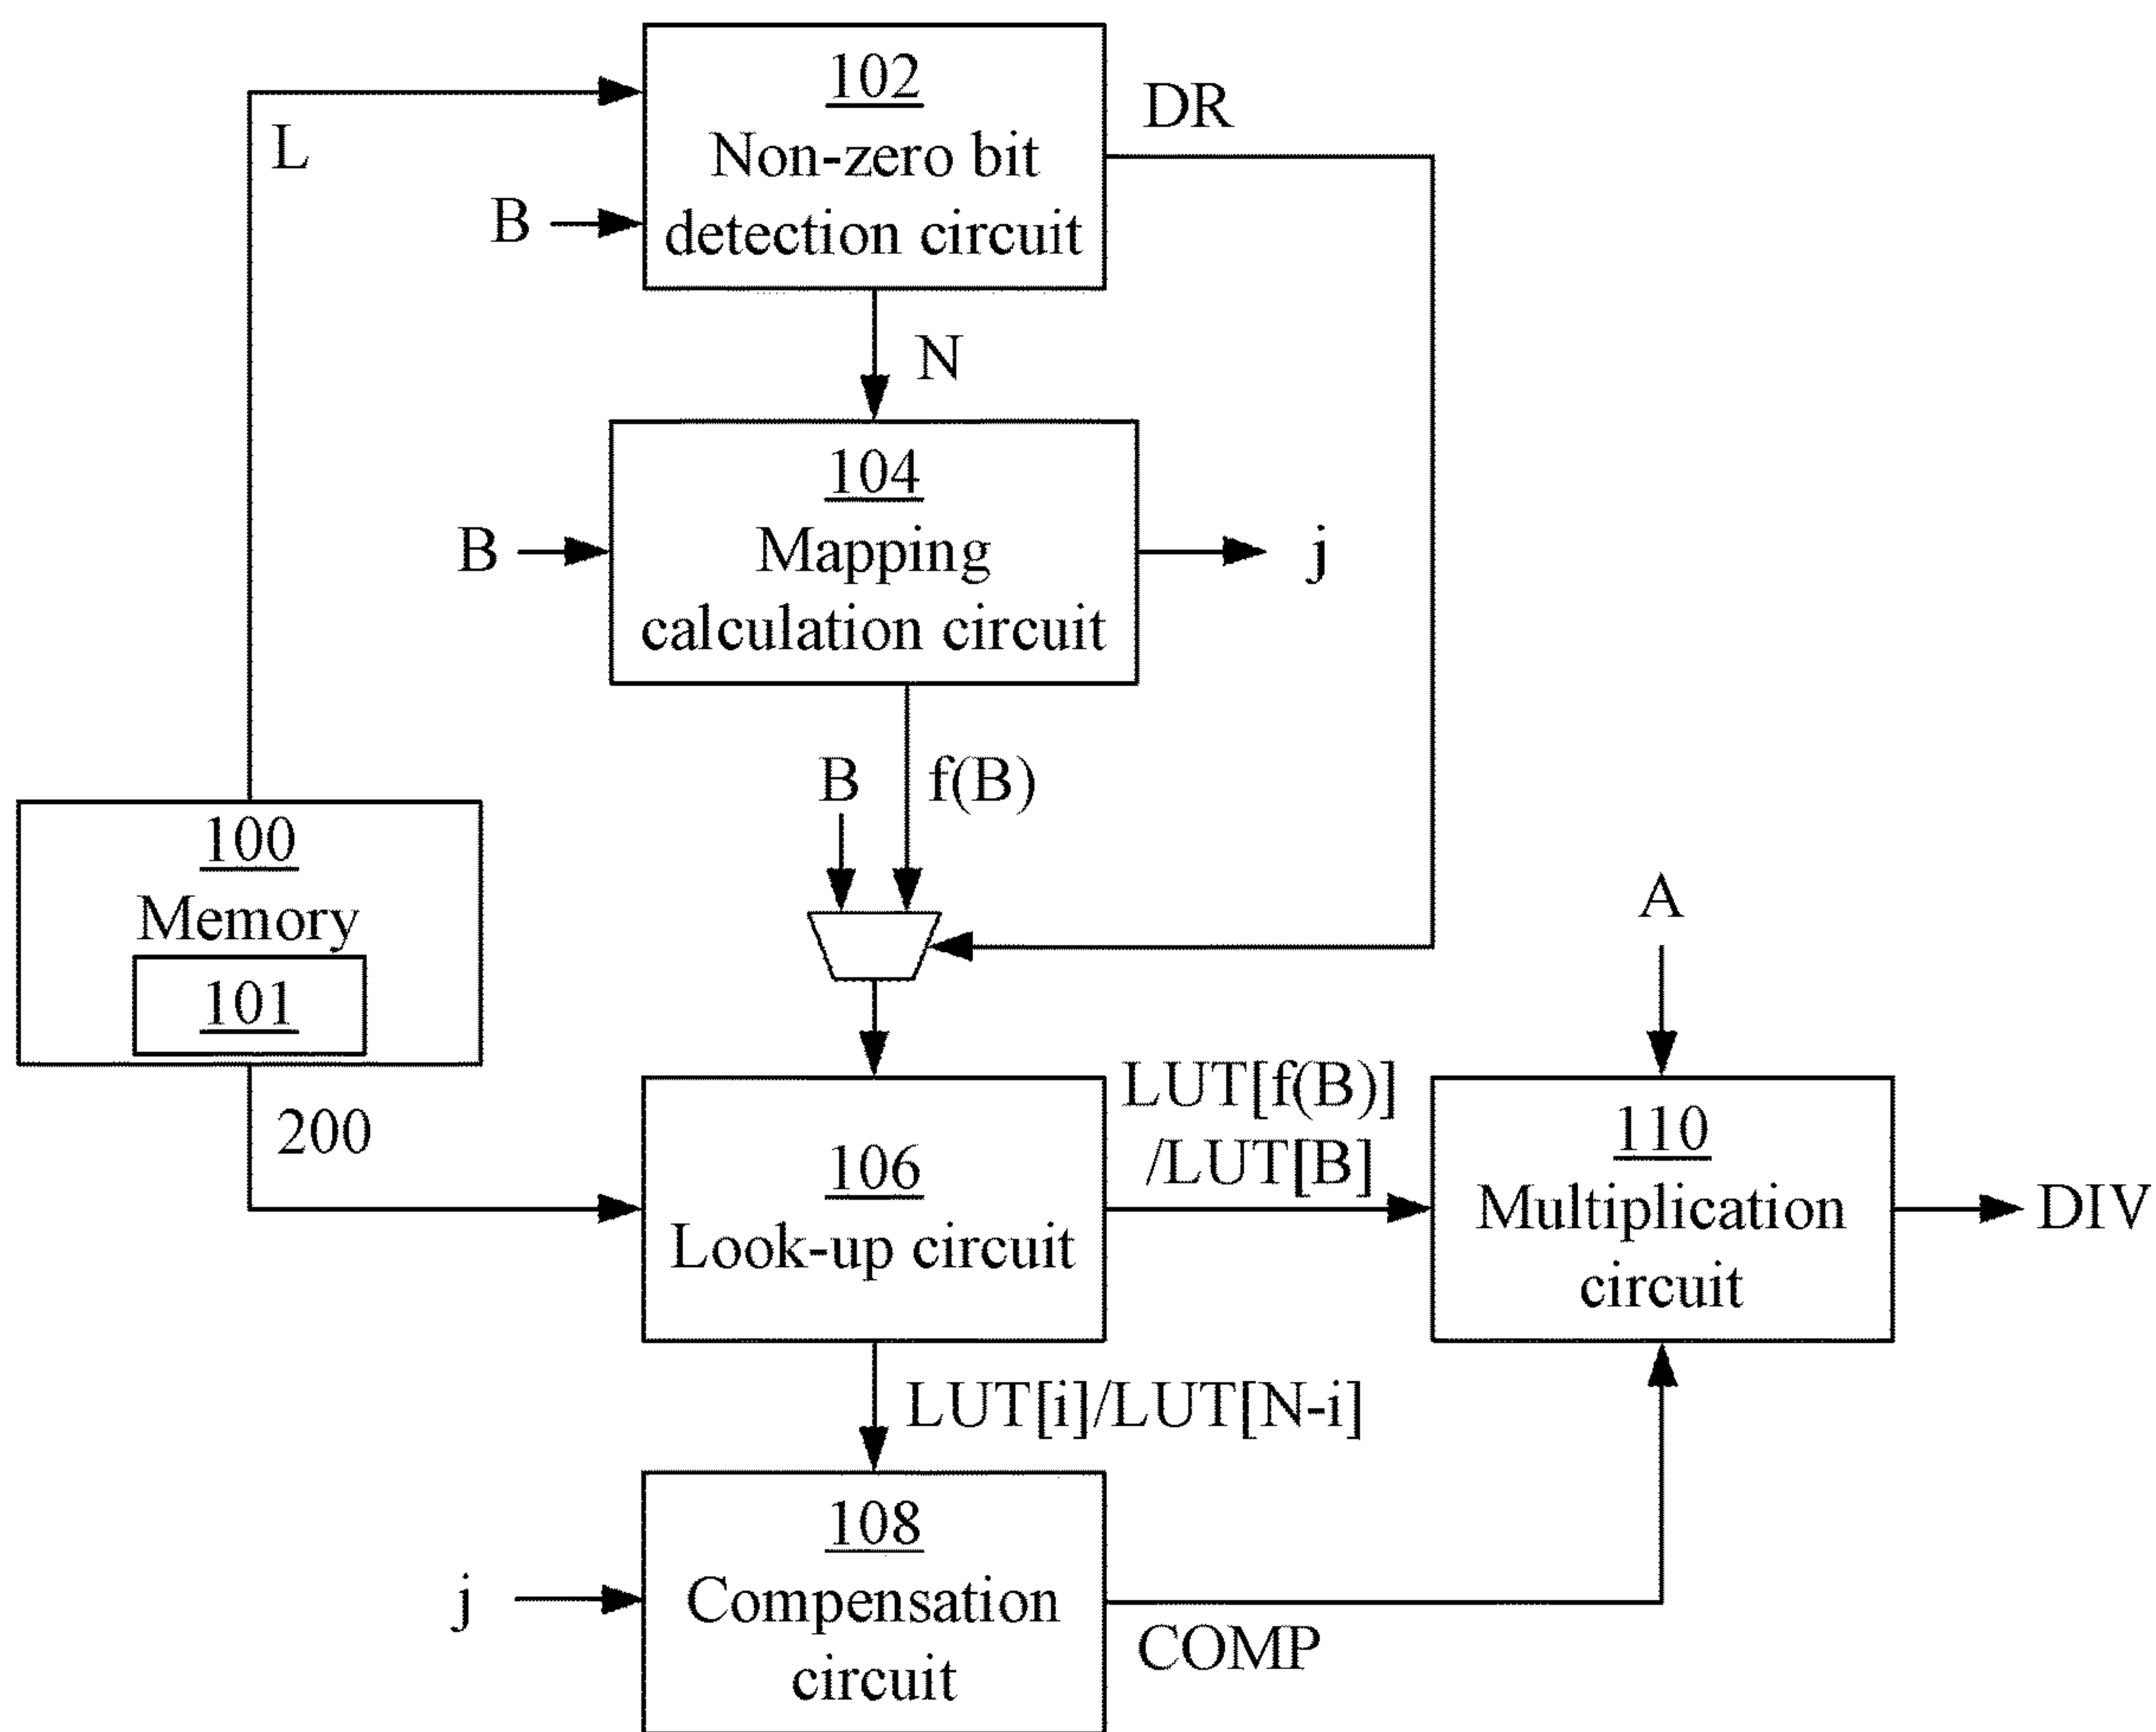 102
Non-zero bit
detection circuit
DR
L
B
N
104
Mapping
calculation circuit
B
j
B
f(B)
100
Memory
101
A
200
106
Look-up circuit
LUT[f(B)]
/LUT[B]
110
Multiplication
circuit
DIV
LUT[i]/LUT[N-i]
108
Compensation
circuit
j
COMP